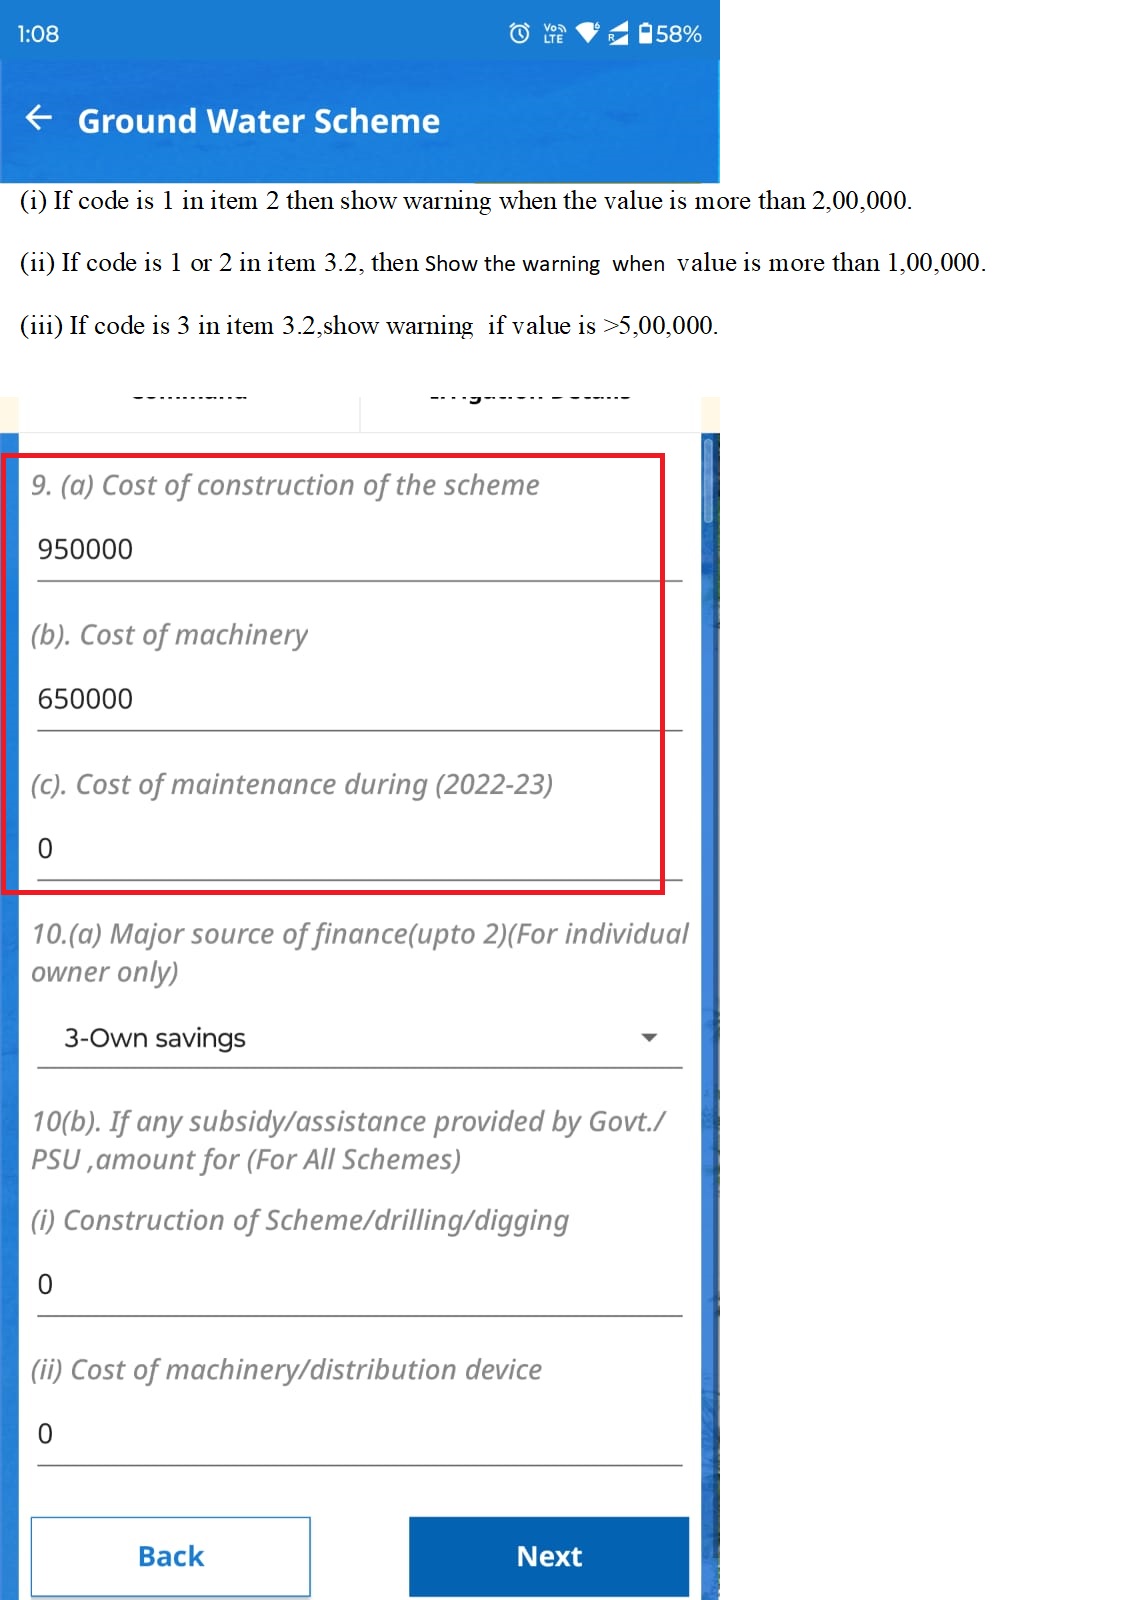 1:08
Vo
LTE
6
R
58%
Ground Water Scheme
(i) If code is 1 in item 2 then show warning when the value is more than 2,00,000.
(ii) If code is 1 or 2 in item 3.2, then Show the warning when value is more than 1,00,000.
(iii) If code is 3 in item 3.2,show warning if value is >5,00,000.
9. (a) Cost of construction of the scheme
950000
(b). Cost of machinery
650000
(c). Cost of maintenance during (2022-23)
0
10.(a) Major source of finance(upto 2)(For individual
owner only)
3-Own savings
10(b). If any subsidy/assistance provided by Govt./
PSU ,amount for (For All Schemes)
(i) Construction of Scheme/drilling/digging
0
(ii) Cost of machinery/distribution device
0
Back
Next